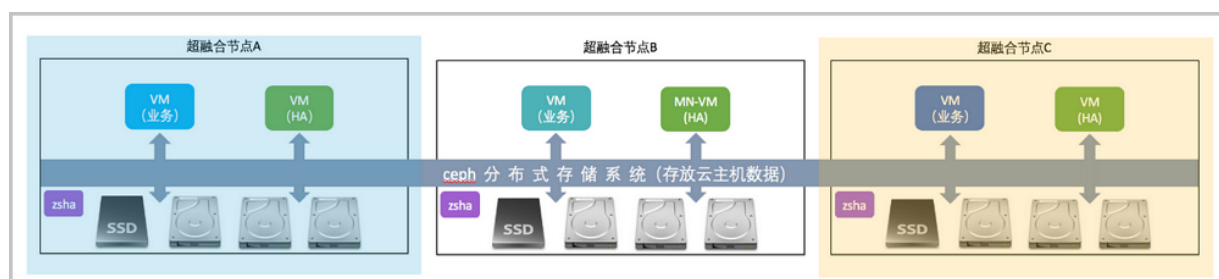 超融合节点A
超融合节点B
超融合节点C
VM
(业务)
VM
(HA)
VM
(业务)
MN-VM
(HA)
VM
(业务)
VM
(HA)
ceph 分 布 式 存 储 系 统（存放云主机数据）
zsha
SSD
zsha
SSD
zsha
SSD